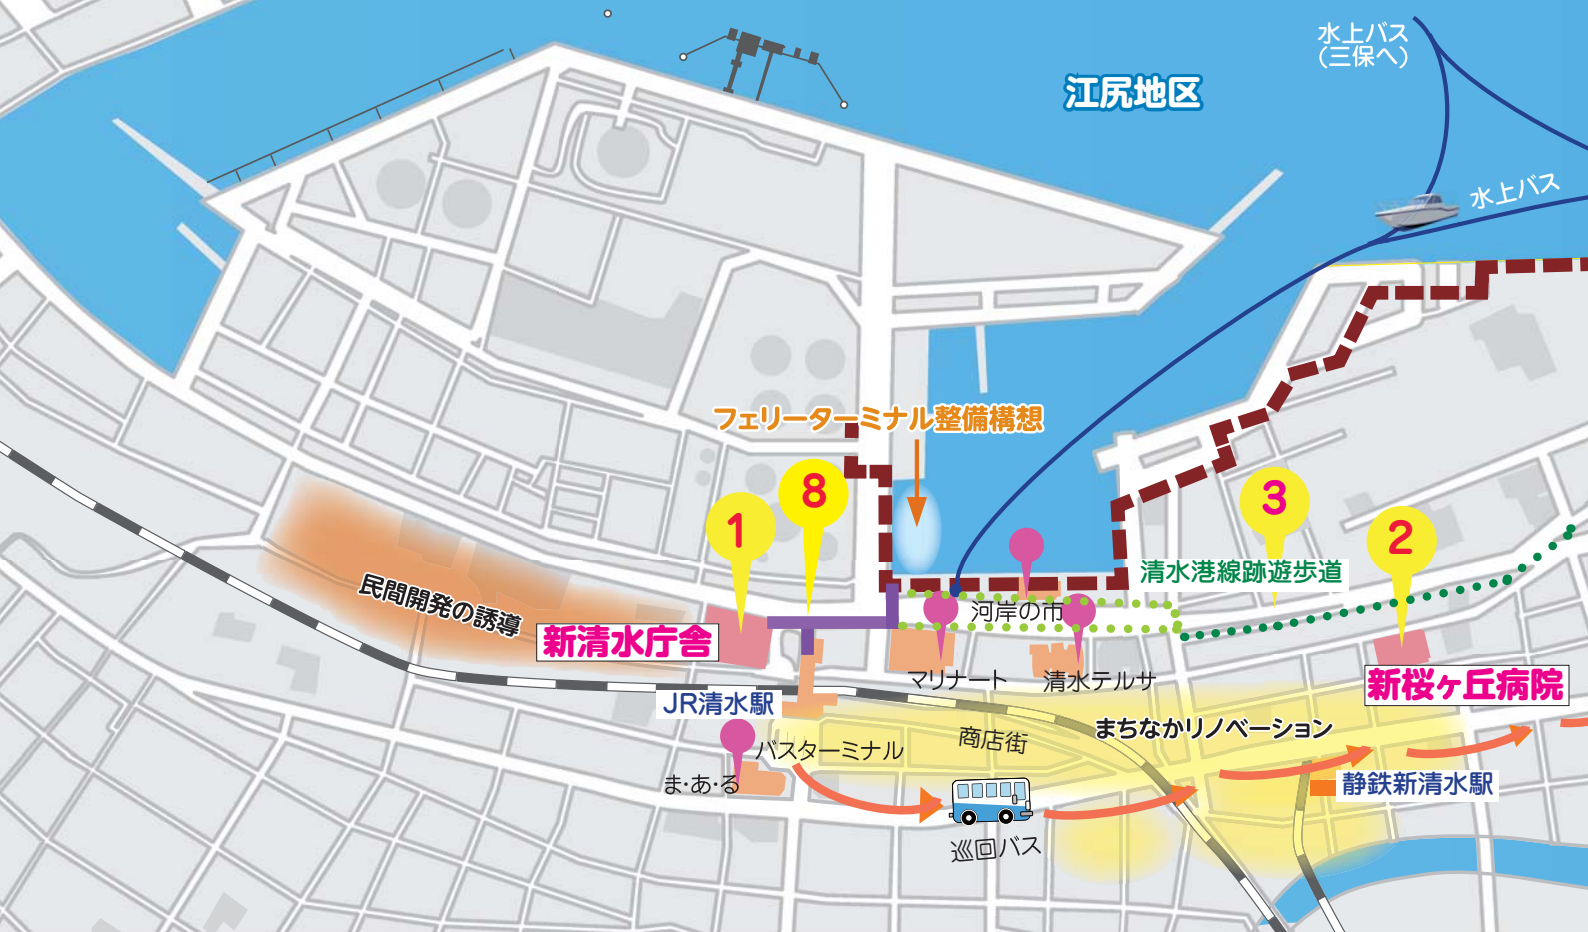 水上バス
(三保へ)
江尻地区
水上バス
フェリーターミナル整備構想
8
1
3
2
清水港線跡遊歩道
民間開発の誘導
河岸の市
新清水庁舎
マリナート
清水テルサ
新桜ヶ丘病院
JR清水駅
まちなかリノベーション
商店街
バスターミナル
ま・あ・る
静鉄新清水駅
巡回バス